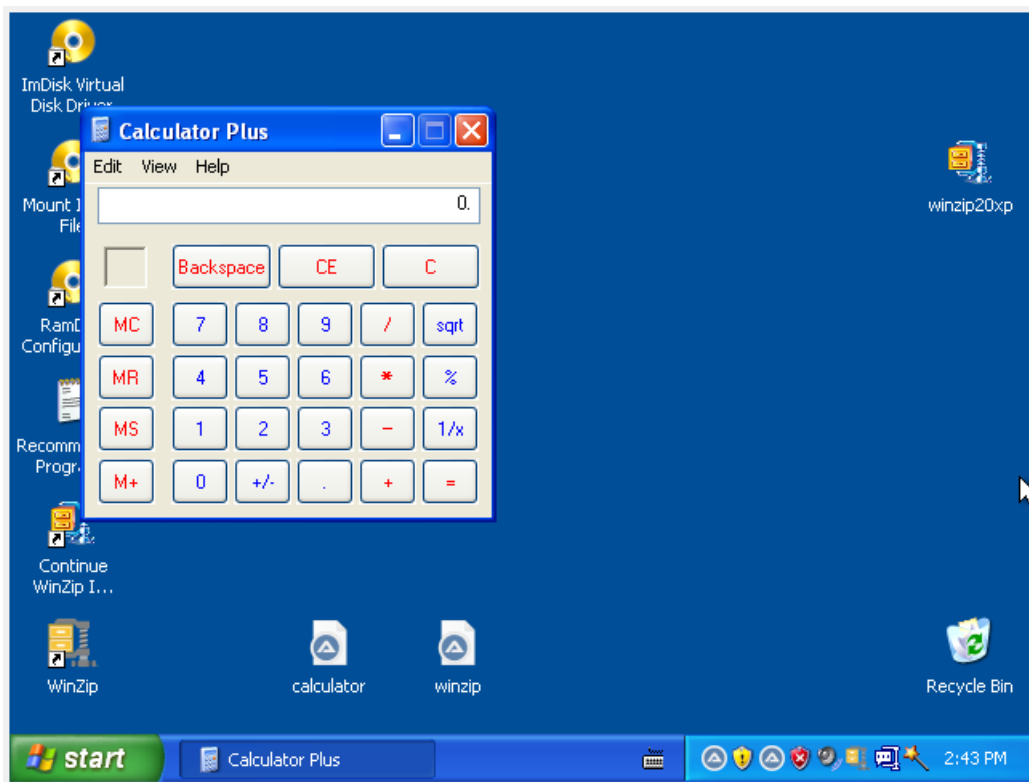 ImDisk Virtual
Disk Driver
Calculator Plus
Edit View Help
0.
Backspace CE C
MC 7 8 9 / sqrt
MR 4 5 6 * %
MS 1 2 3 - 1/x
M+ 0 +/- . + =
Mount I
File
RamD
Configu
Recomm
Progr
Continue
WinZip I...
WinZip
calculator
winzip
winzip20xp
Recycle Bin
start
Calculator Plus
2:43 PM